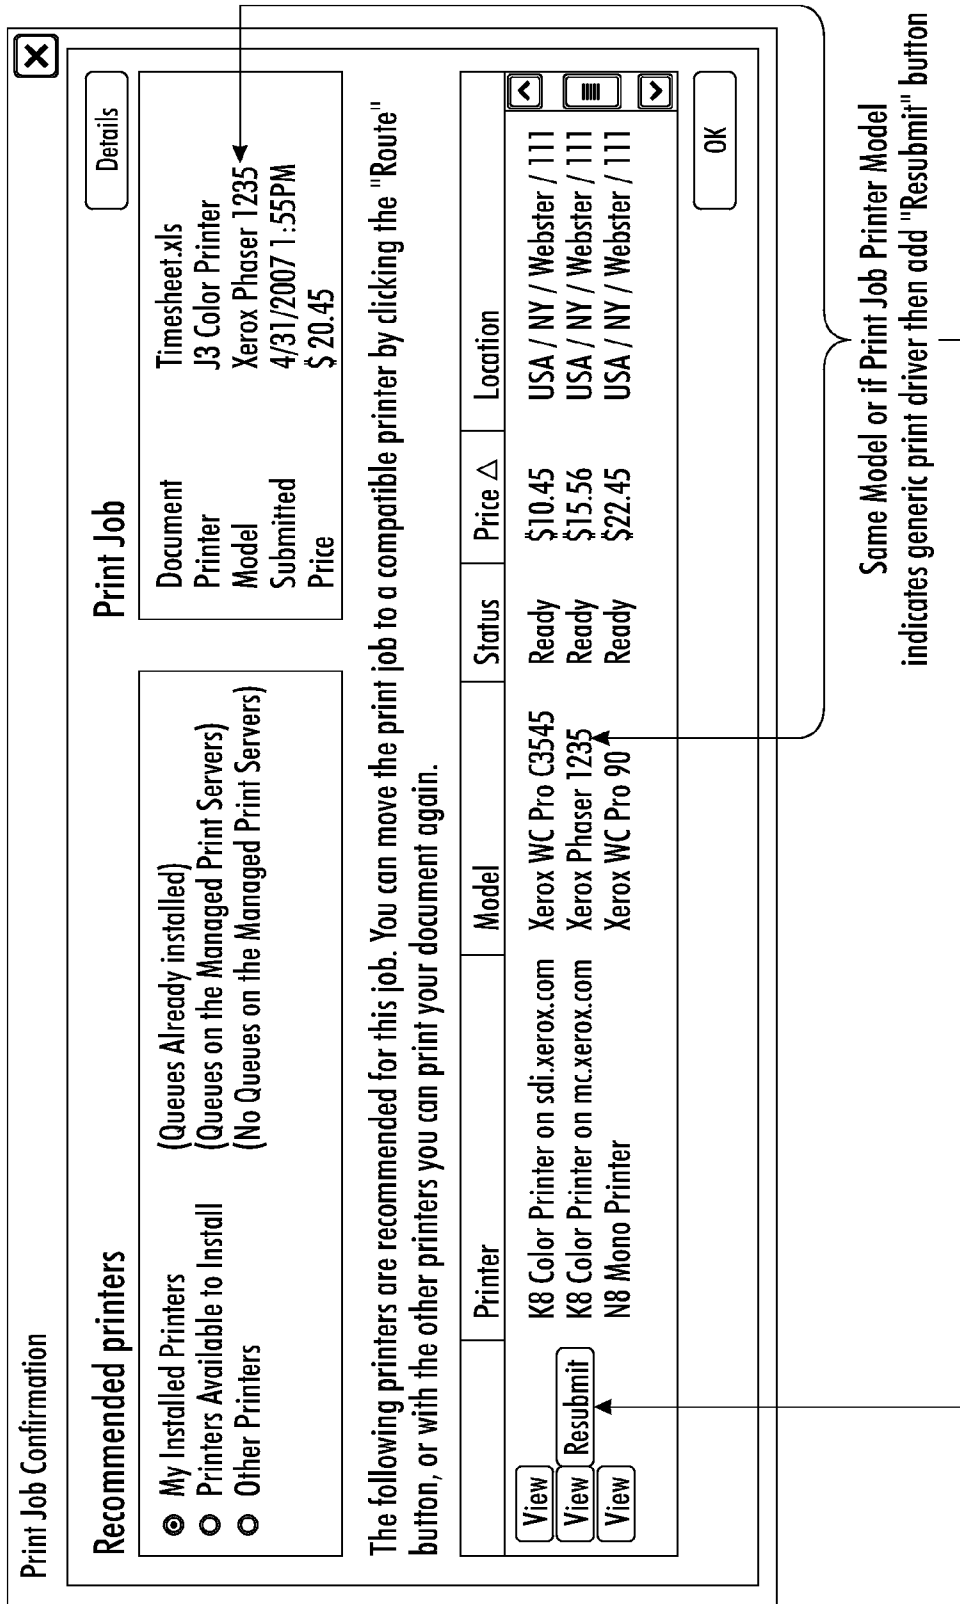 Print Job Confirmation
Recommended printers
My Installed Printers (Queues Already installed)
Printers Available to Install (Queues on the Managed Print Servers)
Other Printers (No Queues on the Managed Print Servers)
Print Job
Details
Document Timesheet.xls
Printer J3 Color Printer
Model Xerox Phaser 1235
Submitted 4/31/2007 1:55PM
Price $ 20.45
The following printers are recommended for this job. You can move the print job to a compatible printer by clicking the "Route"
button, or with the other printers you can print your document again.
Printer Model Status Price △ Location
View K8 Color Printer on sdi.xerox.com Xerox WC Pro C3545 Ready $10.45 USA / NY / Webster / 111
View Resubmit K8 Color Printer on mc.xerox.com Xerox Phaser 1235 Ready $15.56 USA / NY / Webster / 111
View N8 Mono Printer Xerox WC Pro 90 Ready $22.45 USA / NY / Webster / 111
OK
Same Model or if Print Job Printer Model
indicates generic print driver then add "Resubmit" button